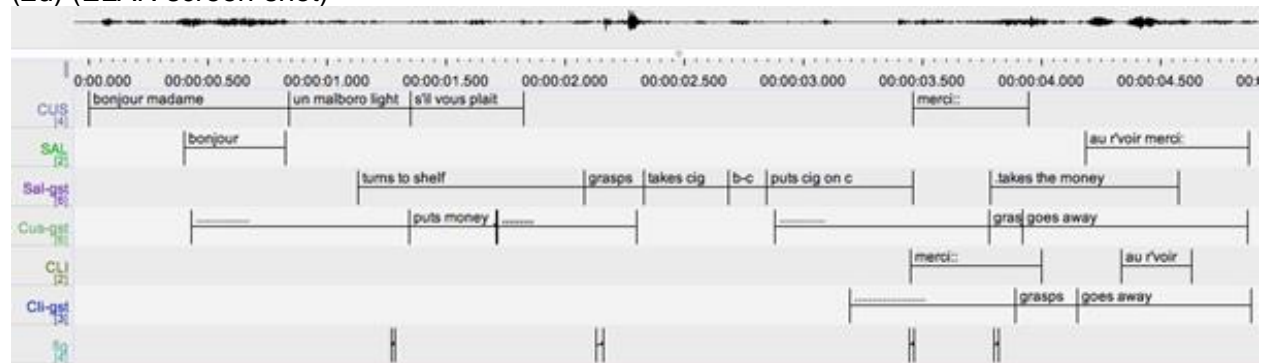 0:00.000 00:00:00.500 00:00:01.000 00:00:01.500 00:00:02.000 00:00:02.500 00:00:03.000 00:00:03.500 00:00:04.000 00:00:04.500
CUS bonjour madame un malboro light s'il vous plait merci::
SAL bonjour au r'voir merci:
Sal-gst turns to shelf grasps takes cig b-c puts cig on c .takes the money
Cus-gst ........... puts money ........ ........... gras goes away
CLI merci:: au r'voir
Cli-gst ................. grasps goes away